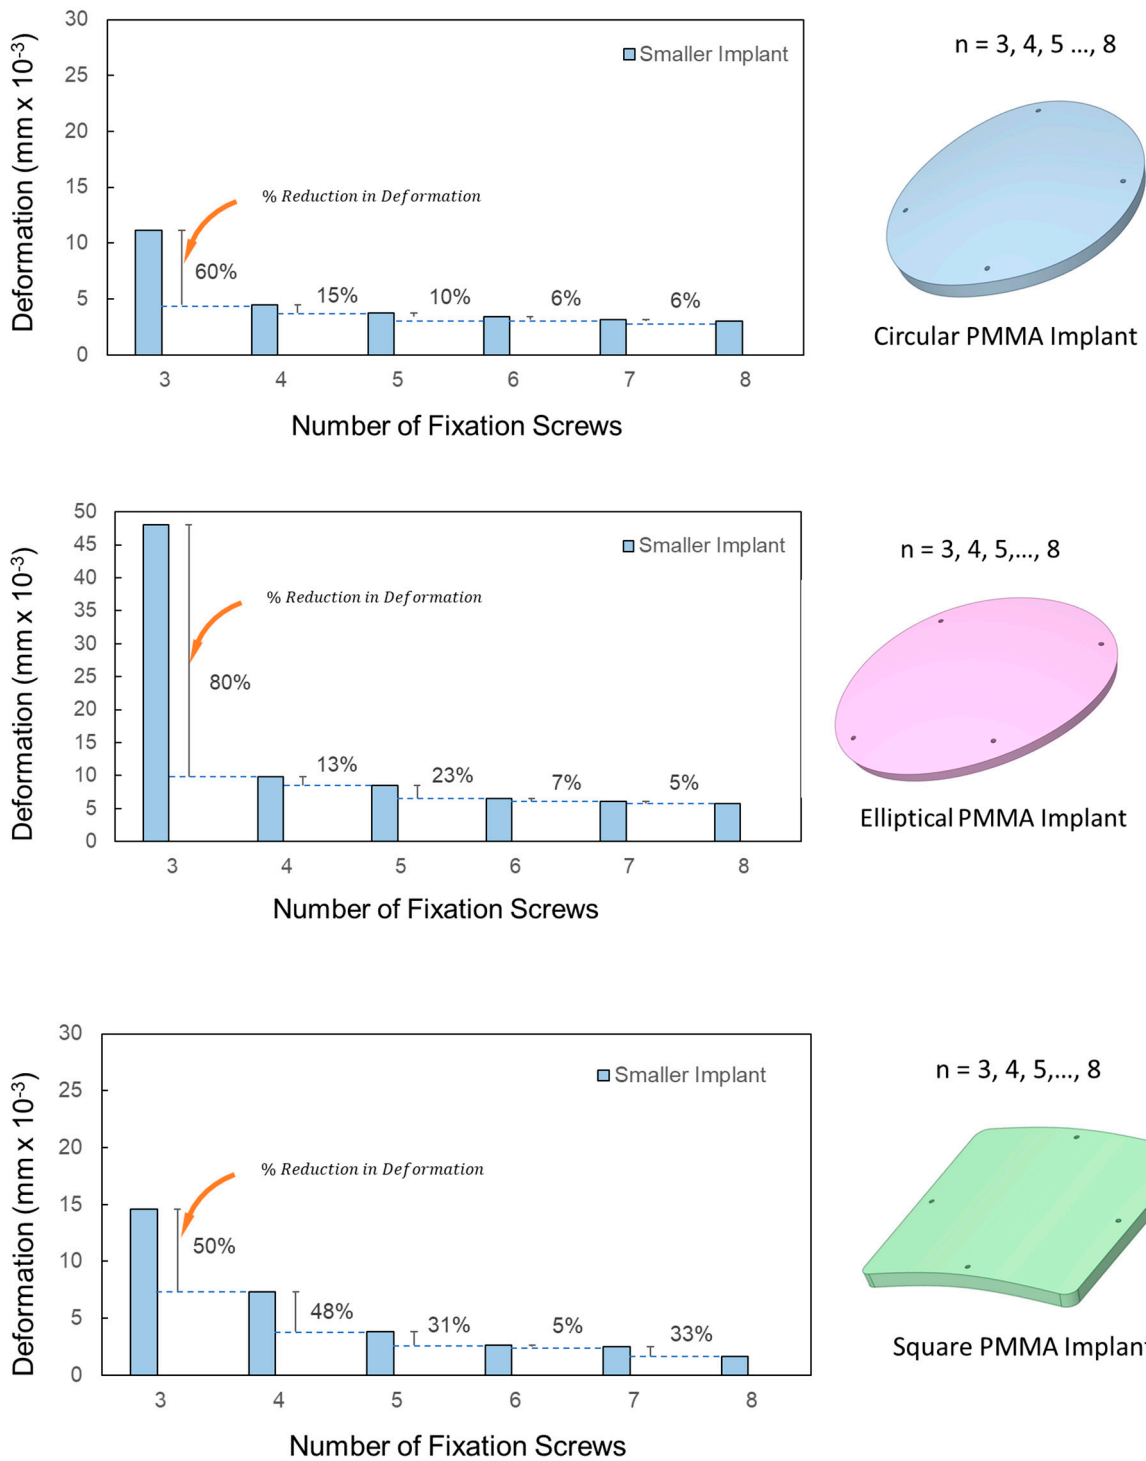 30
25
20
15
10
5
0
Deformation (mm x 10-3)
Smaller Implant
% Reduction in Deformation
60%
15%
10%
6%
6%
3 4 5 6 7 8
Number of Fixation Screws
n = 3, 4, 5 ..., 8
Circular PMMA Implant
50
45
40
35
30
25
20
15
10
5
0
Deformation (mm x 10-3)
Smaller Implant
% Reduction in Deformation
80%
13%
23%
7%
5%
3 4 5 6 7 8
Number of Fixation Screws
n = 3, 4, 5,..., 8
Elliptical PMMA Implant
30
25
20
15
10
5
0
Deformation (mm x 10-3)
Smaller Implant
% Reduction in Deformation
50%
48%
31%
5%
33%
3 4 5 6 7 8
Number of Fixation Screws
n = 3, 4, 5,..., 8
Square PMMA Implant